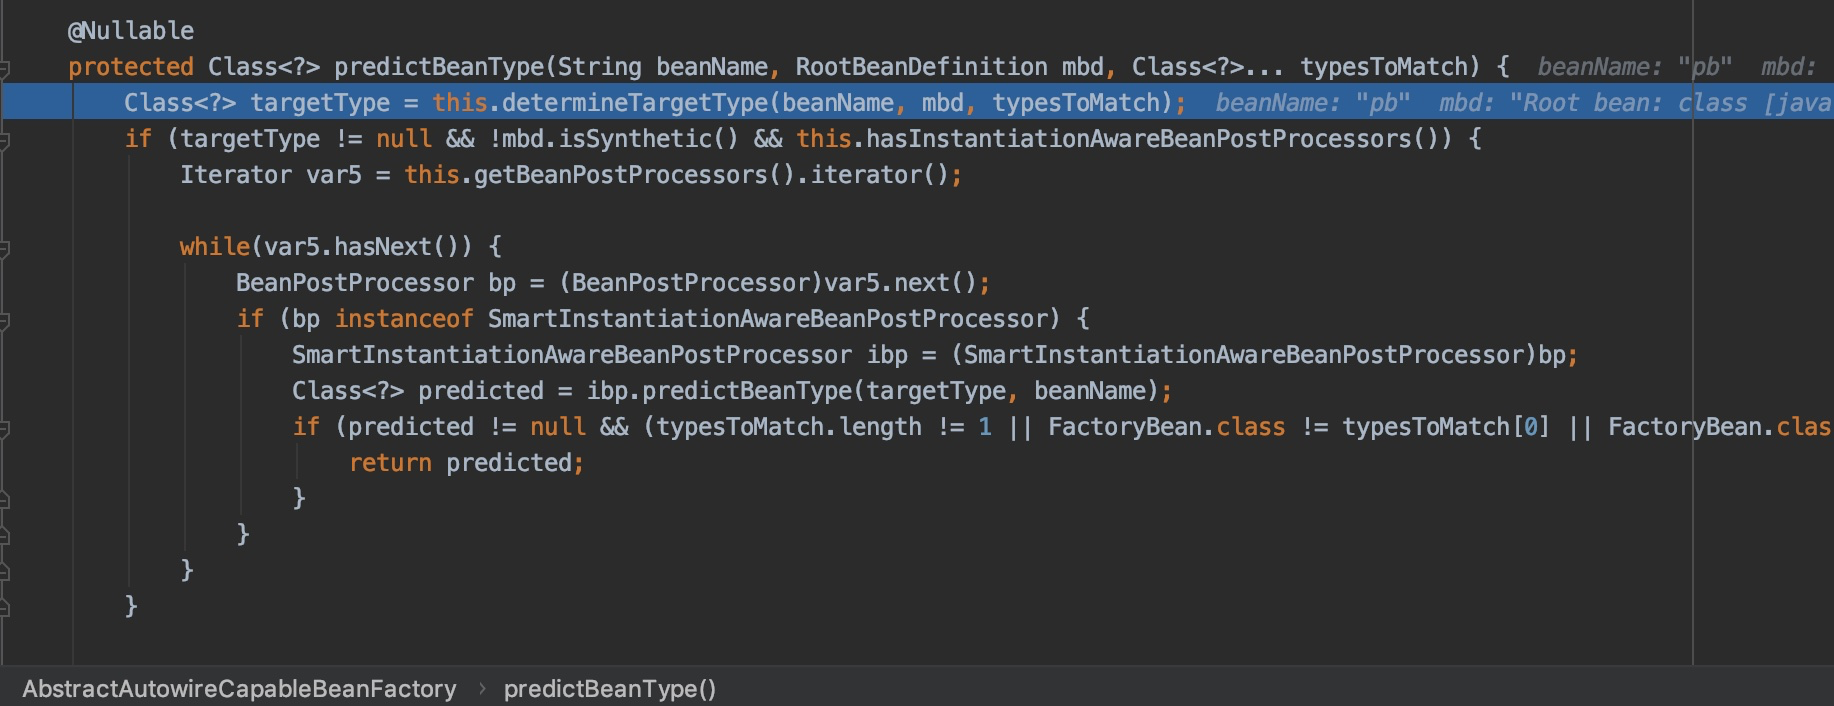 @Nullable
protected Class<?> predictBeanType(String beanName, RootBeanDefinition mbd, Class<?>... typesToMatch) { beanName: "pb" mbd:
Class<?> targetType = this.determineTargetType(beanName, mbd, typesToMatch); beanName: "pb" mbd: "Root bean: class [java
if (targetType != null && !mbd.isSynthetic() && this.hasInstantiationAwareBeanPostProcessors()) {
Iterator var5 = this.getBeanPostProcessors().iterator();
while(var5.hasNext()) {
BeanPostProcessor bp = (BeanPostProcessor)var5.next();
if (bp instanceof SmartInstantiationAwareBeanPostProcessor) {
SmartInstantiationAwareBeanPostProcessor ibp = (SmartInstantiationAwareBeanPostProcessor)bp;
Class<?> predicted = ibp.predictBeanType(targetType, beanName);
if (predicted != null && (typesToMatch.length != 1 || FactoryBean.class != typesToMatch[0] || FactoryBean.clas
return predicted;
}
}
}
}
AbstractAutowireCapableBeanFactory › predictBeanType()